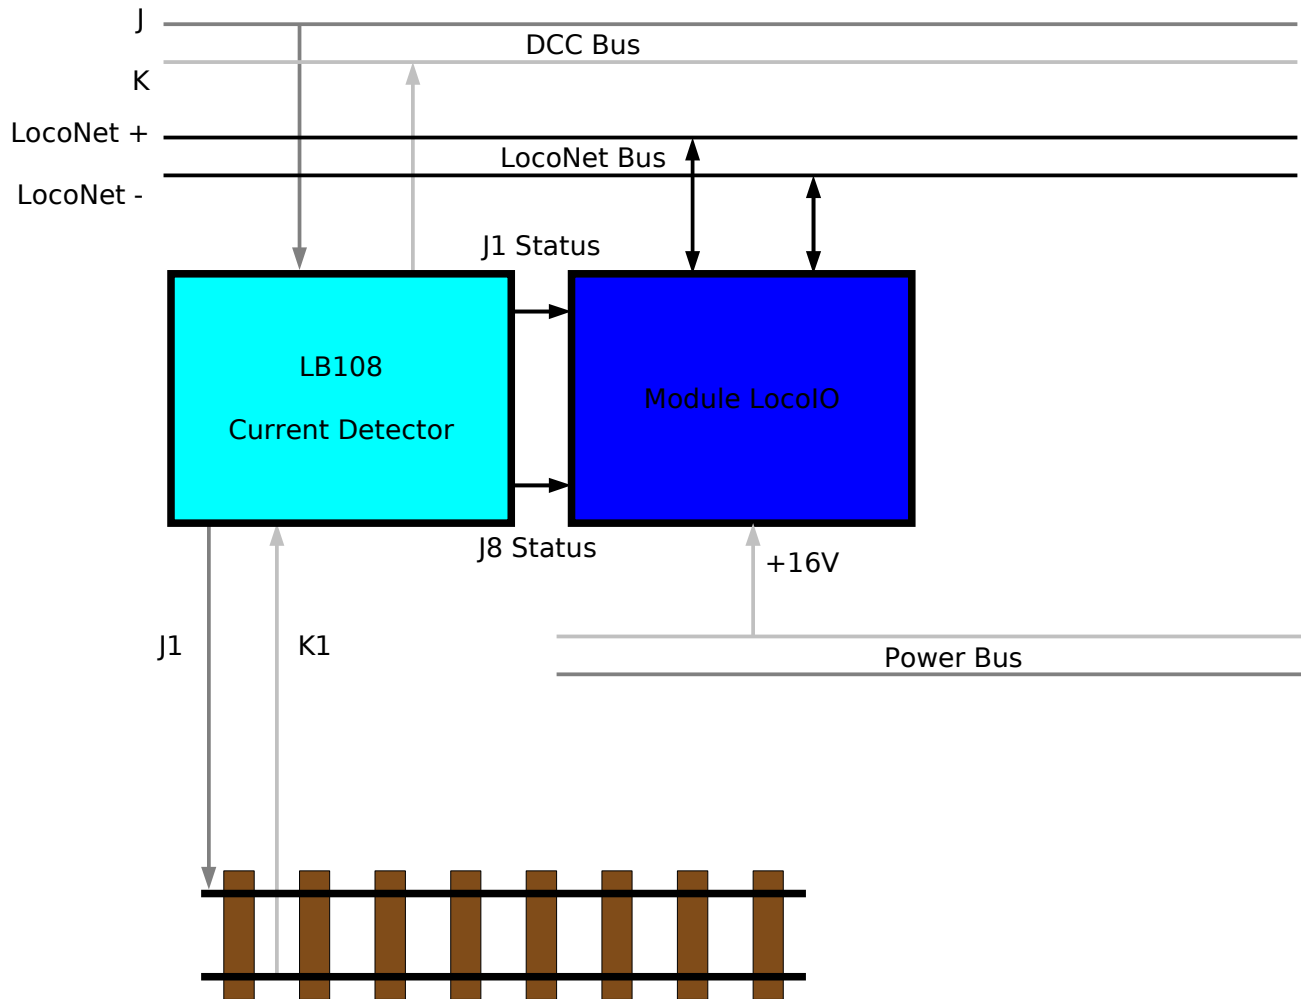 J
DCC Bus
K
LocoNet +
LocoNet Bus
LocoNet -
J1 Status
LB108
Current Detector
Module LocoIO
J8 Status
+16V
J1
K1
Power Bus